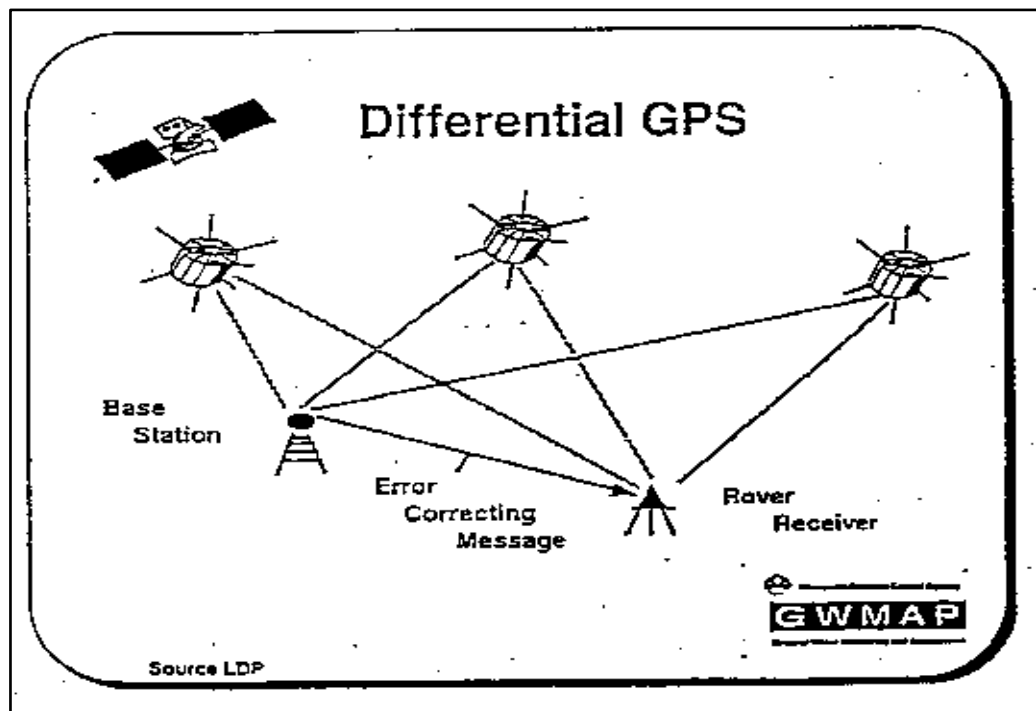 Differential GPS
Base
Station
Error
Correcting
Message
Rover
Receiver
GWMAP
Source LDP